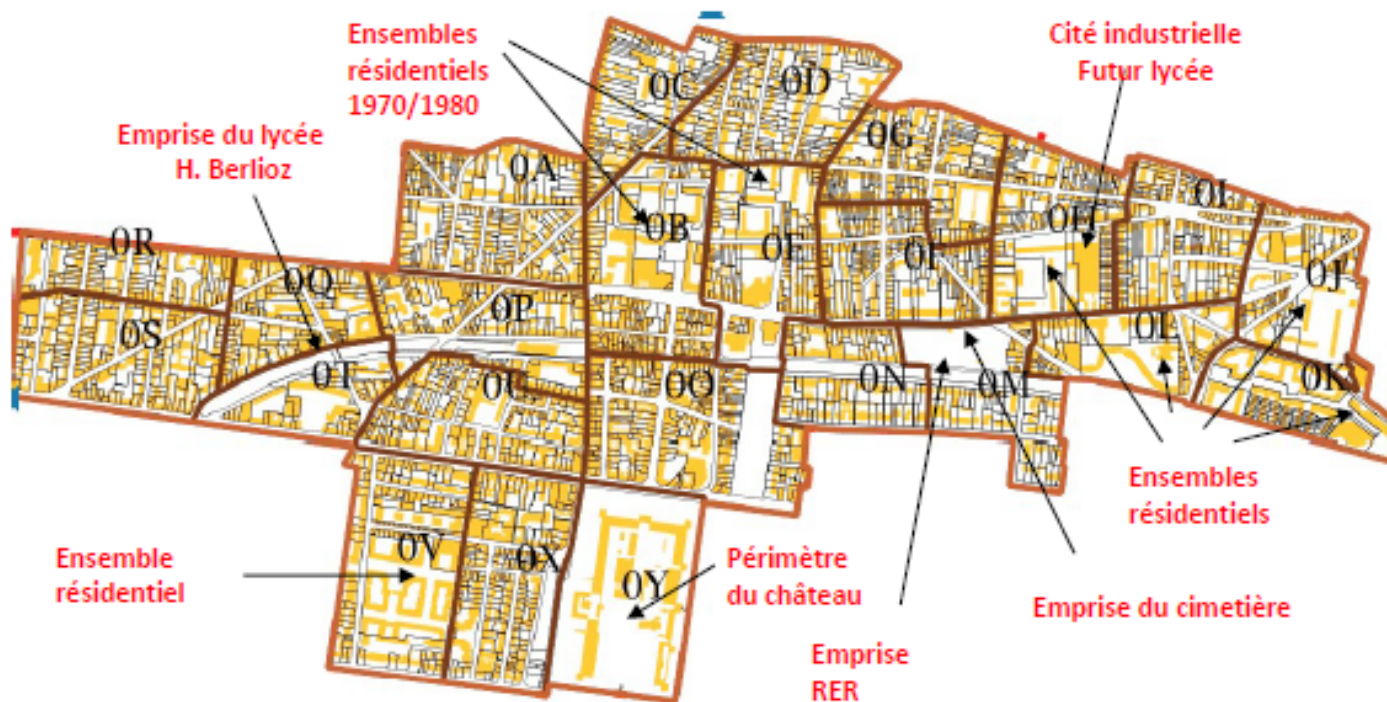 Ensembles
résidentiels
1970/1980
Cité industrielle
Futur lycée
Emprise du lycée
H. Berlioz
0C
0D
0G
0A
0I
0H
0B
0E
0R
0Q
0J
0P
0S
0L
0T
0U
0O
0N
0M
0K
Ensembles
résidentiels
0V
0X
0Y
Ensemble
résidentiel
Périmètre
du château
Emprise du cimetière
Emprise
RER